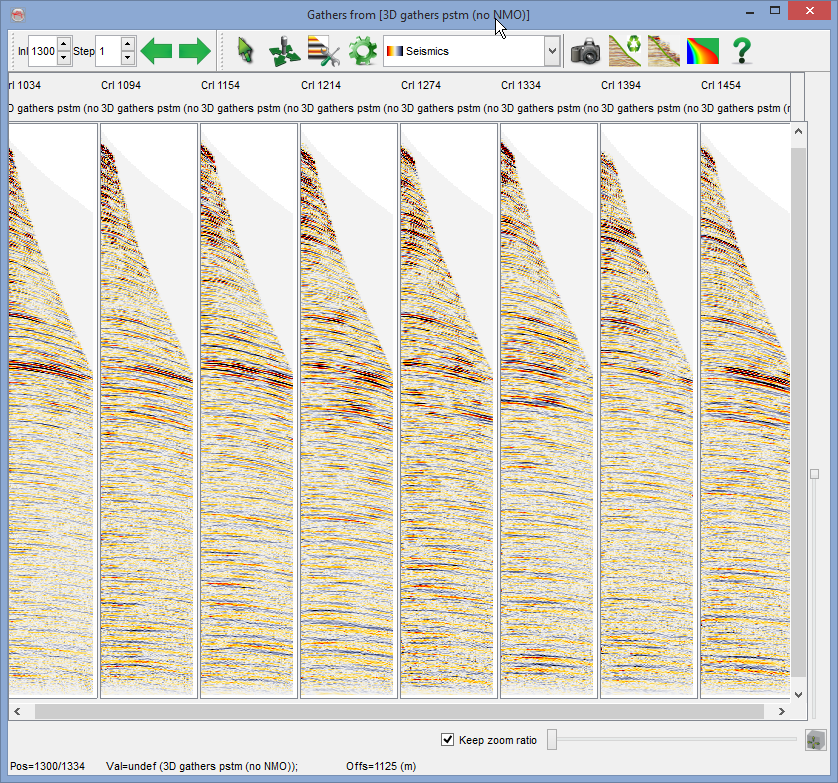 Gathers from [3D gathers pstm (no NMO)]
Inl 1300 Step 1 Seismics
rl 1034 Crl 1094 Crl 1154 Crl 1214 Crl 1274 Crl 1334 Crl 1394 Crl 1454
D gathers pstm (no 3D gathers pstm (no 3D gathers pstm (no 3D gathers pstm (no 3D gathers pstm (no 3D gathers pstm (no 3D gathers pstm (no 3D gathers pstm (r
Keep zoom ratio
Pos=1300/1334 Val=undef (3D gathers pstm (no NMO)); Offs=1125 (m)